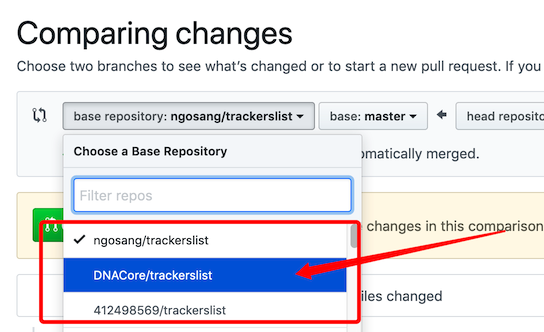 Comparing changes
Choose two branches to see what's changed or to start a new pull request. If you
base repository: ngosang/trackerslist
base: master
head reposito
Choose a Base Repository
omatically merged.
Filter repos
ngosang/trackerslist
changes in this comparison
DNACore/trackerslist
412498569/trackerslist
iles changed